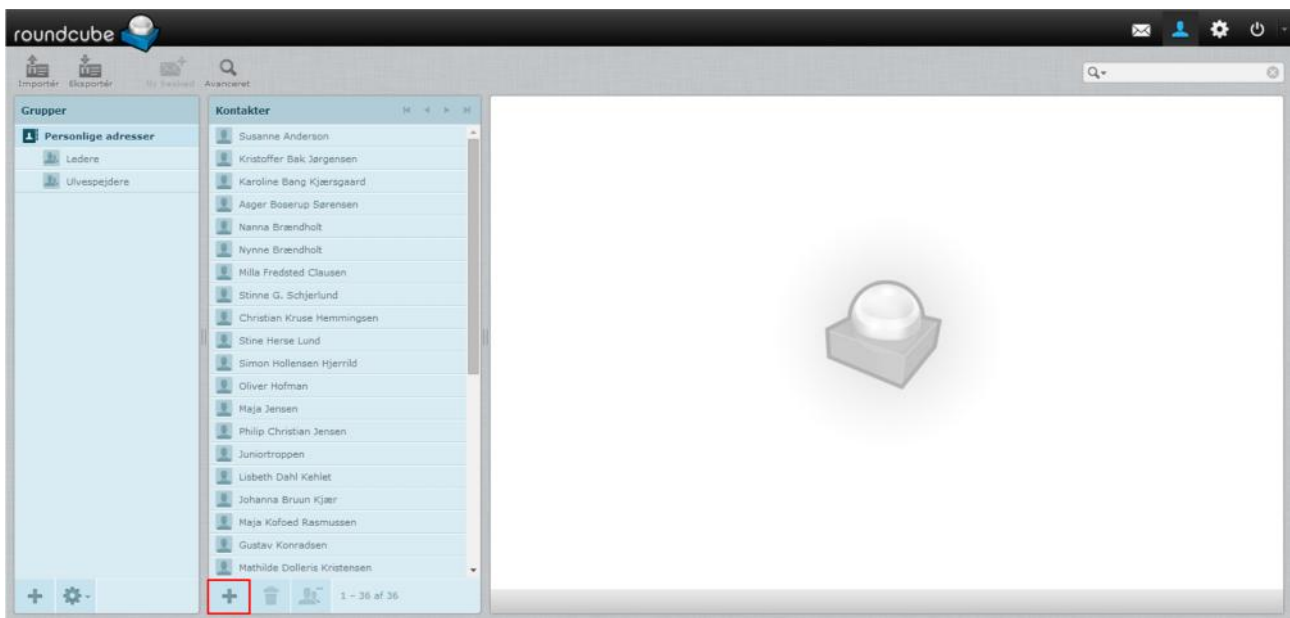 roundcube
Importér Eksportér Ny besked Avanceret
Grupper
Personlige adresser
Ledere
Ulvespejdere
Kontakter
Susanne Anderson
Kristoffer Bak Jørgensen
Karoline Bang Kjærsgaard
Asger Boserup Sørensen
Nanna Brændholt
Nynne Brændholt
Milla Fredsted Clausen
Stinne G. Schjerlund
Christian Kruse Hemmingsen
Stine Herse Lund
Simon Hollensen Hjerrild
Oliver Hofman
Maja Jensen
Philip Christian Jensen
Juniortroppen
Lisbeth Dahl Kehlet
Johanna Bruun Kjær
Maja Kofoed Rasmussen
Gustav Konradsen
Mathilde Dolleris Kristensen
1 – 36 af 36